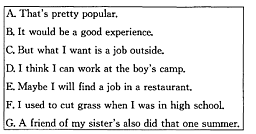 A. That's pretty popular.
B. It would be a good experience.
C. But what I want is a job outside.
D. I think I can work at the boy's camp.
E. Maybe I will find a job in a restaurant.
F. I used to cut grass when I was in high school.
G. A friend of my sister's also did that one summer.